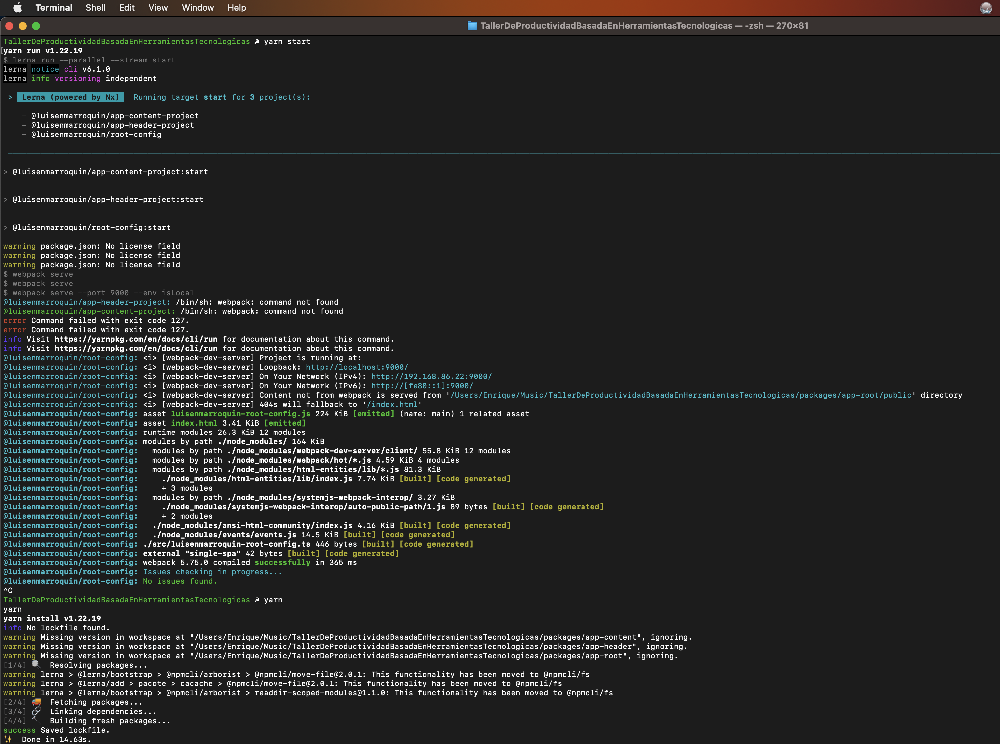 Terminal Shell Edit View Window Help
TallerDeProductividadBasadaEnHerramientasTecnologicas — -zsh — 270×81
TallerDeProductividadBasadaEnHerramientasTecnologicas ☭ yarn start
yarn run v1.22.19
$ lerna run --parallel --stream start
lerna notice cli v6.1.0
lerna info versioning independent
> Lerna (powered by Nx) Running target start for 3 project(s):
- @luisenmarroquin/app-content-project
- @luisenmarroquin/app-header-project
- @luisenmarroquin/root-config
> @luisenmarroquin/app-content-project:start
> @luisenmarroquin/app-header-project:start
> @luisenmarroquin/root-config:start
warning package.json: No license field
warning package.json: No license field
warning package.json: No license field
$ webpack serve
$ webpack serve
$ webpack serve --port 9000 --env isLocal
@luisenmarroquin/app-header-project: /bin/sh: webpack: command not found
@luisenmarroquin/app-content-project: /bin/sh: webpack: command not found
error Command failed with exit code 127.
error Command failed with exit code 127.
info Visit https://yarnpkg.com/en/docs/cli/run for documentation about this command.
info Visit https://yarnpkg.com/en/docs/cli/run for documentation about this command.
@luisenmarroquin/root-config: <i> [webpack-dev-server] Project is running at:
@luisenmarroquin/root-config: <i> [webpack-dev-server] Loopback: http://localhost:9000/
@luisenmarroquin/root-config: <i> [webpack-dev-server] On Your Network (IPv4): http://192.168.86.22:9000/
@luisenmarroquin/root-config: <i> [webpack-dev-server] On Your Network (IPv6): http://[fe80::1]:9000/
@luisenmarroquin/root-config: <i> [webpack-dev-server] Content not from webpack is served from '/Users/Enrique/Music/TallerDeProductividadBasadaEnHerramientasTecnologicas/packages/app-root/public' directory
@luisenmarroquin/root-config: <i> [webpack-dev-server] 404s will fallback to '/index.html'
@luisenmarroquin/root-config: asset luisenmarroquin-root-config.js 224 KiB [emitted] (name: main) 1 related asset
@luisenmarroquin/root-config: asset index.html 3.41 KiB [emitted]
@luisenmarroquin/root-config: runtime modules 26.3 KiB 12 modules
@luisenmarroquin/root-config: modules by path ./node_modules/ 164 KiB
@luisenmarroquin/root-config:   modules by path ./node_modules/webpack-dev-server/client/ 55.8 KiB 12 modules
@luisenmarroquin/root-config:   modules by path ./node_modules/webpack/hot/*.js 4.59 KiB 4 modules
@luisenmarroquin/root-config:   modules by path ./node_modules/html-entities/lib/*.js 81.3 KiB
@luisenmarroquin/root-config:     ./node_modules/html-entities/lib/index.js 7.74 KiB [built] [code generated]
@luisenmarroquin/root-config:     + 3 modules
@luisenmarroquin/root-config:   modules by path ./node_modules/systemjs-webpack-interop/ 3.27 KiB
@luisenmarroquin/root-config:     ./node_modules/systemjs-webpack-interop/auto-public-path/1.js 89 bytes [built] [code generated]
@luisenmarroquin/root-config:     + 2 modules
@luisenmarroquin/root-config:   ./node_modules/ansi-html-community/index.js 4.16 KiB [built] [code generated]
@luisenmarroquin/root-config:   ./node_modules/events/events.js 14.5 KiB [built] [code generated]
@luisenmarroquin/root-config: ./src/luisenmarroquin-root-config.ts 446 bytes [built] [code generated]
@luisenmarroquin/root-config: external "single-spa" 42 bytes [built] [code generated]
@luisenmarroquin/root-config: webpack 5.75.0 compiled successfully in 365 ms
@luisenmarroquin/root-config: Issues checking in progress...
@luisenmarroquin/root-config: No issues found.
^C
TallerDeProductividadBasadaEnHerramientasTecnologicas ☭ yarn
yarn
yarn install v1.22.19
info No lockfile found.
warning Missing version in workspace at "/Users/Enrique/Music/TallerDeProductividadBasadaEnHerramientasTecnologicas/packages/app-content", ignoring.
warning Missing version in workspace at "/Users/Enrique/Music/TallerDeProductividadBasadaEnHerramientasTecnologicas/packages/app-header", ignoring.
warning Missing version in workspace at "/Users/Enrique/Music/TallerDeProductividadBasadaEnHerramientasTecnologicas/packages/app-root", ignoring.
[1/4] 🔍 Resolving packages...
warning lerna > @lerna/bootstrap > @npmcli/arborist > @npmcli/move-file@2.0.1: This functionality has been moved to @npmcli/fs
warning lerna > @lerna/add > pacote > cacache > @npmcli/move-file@2.0.1: This functionality has been moved to @npmcli/fs
warning lerna > @lerna/bootstrap > @npmcli/arborist > readdir-scoped-modules@1.1.0: This functionality has been moved to @npmcli/fs
[2/4] 🚚 Fetching packages...
[3/4] 🔗 Linking dependencies...
[4/4] 🔨 Building fresh packages...
success Saved lockfile.
✨ Done in 14.63s.